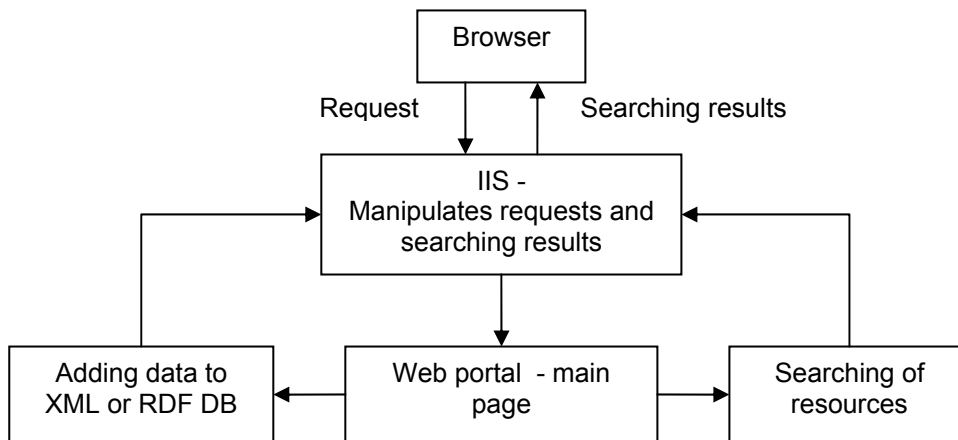 Browser
Request
Searching results
IIS -
Manipulates requests and
searching results
Adding data to
XML or RDF DB
Web portal - main
page
Searching of
resources